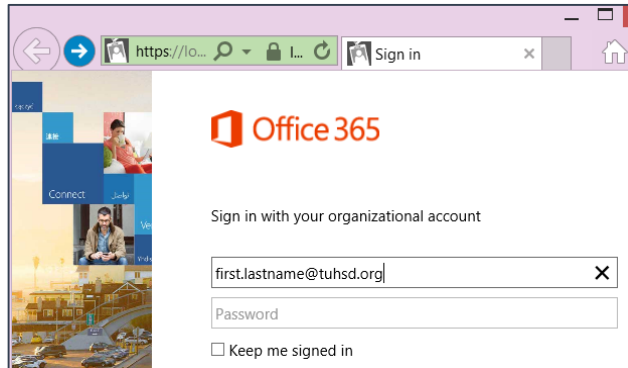 https://lo...
I...
Sign in
Office 365
Connect
Sign in with your organizational account
first.lastname@tuhsd.org
Password
Keep me signed in